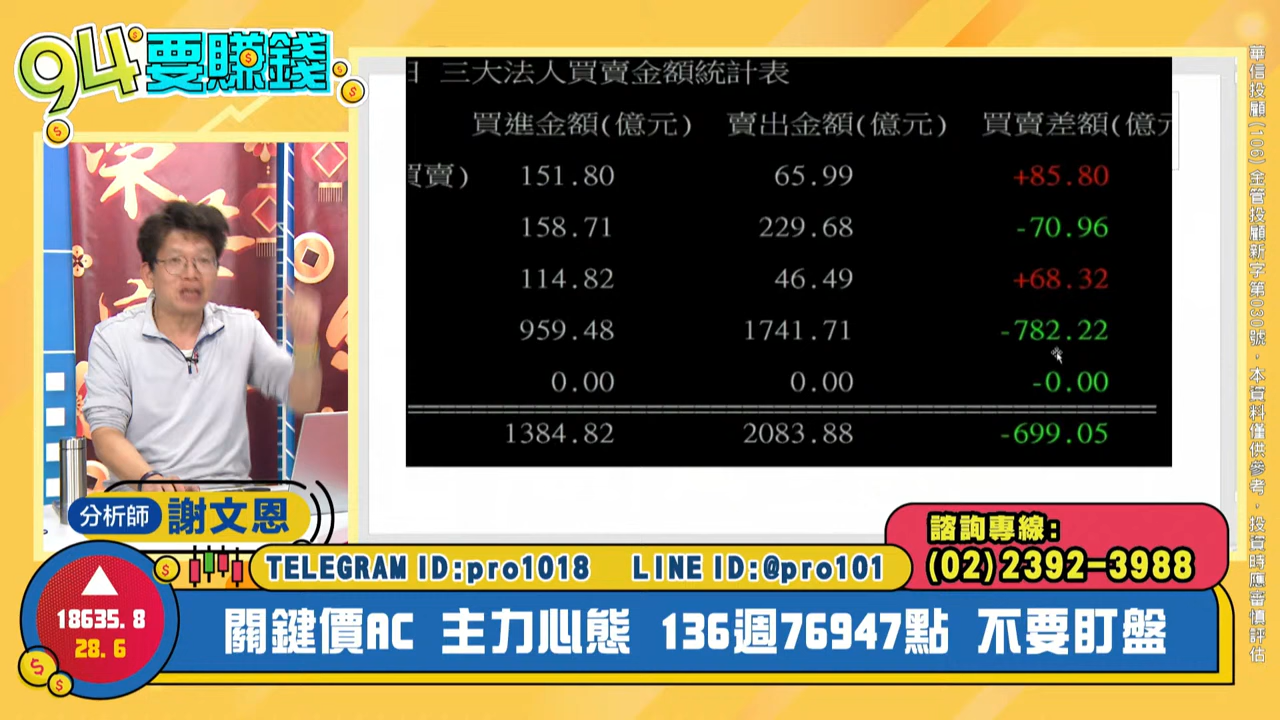 94要賺錢
三大法人買賣金額統計表
買進金額(億元) 賣出金額(億元) 買賣差額(億元
買賣) 151.80 65.99 +85.80
158.71 229.68 -70.96
114.82 46.49 +68.32
959.48 1741.71 -782.22
0.00 0.00 -0.00
1384.82 2083.88 -699.05
分析師 謝文恩
TELEGRAM ID:pro1018 LINE ID:@pro101
諮詢專線:
(02)2392-3988
18635.8
28.6
關鍵價AC 主力心態 136週76947點 不要盯盤
華信投顧(106)金管投顧新字第030號,本資料僅供參考,投資時應審慎評估